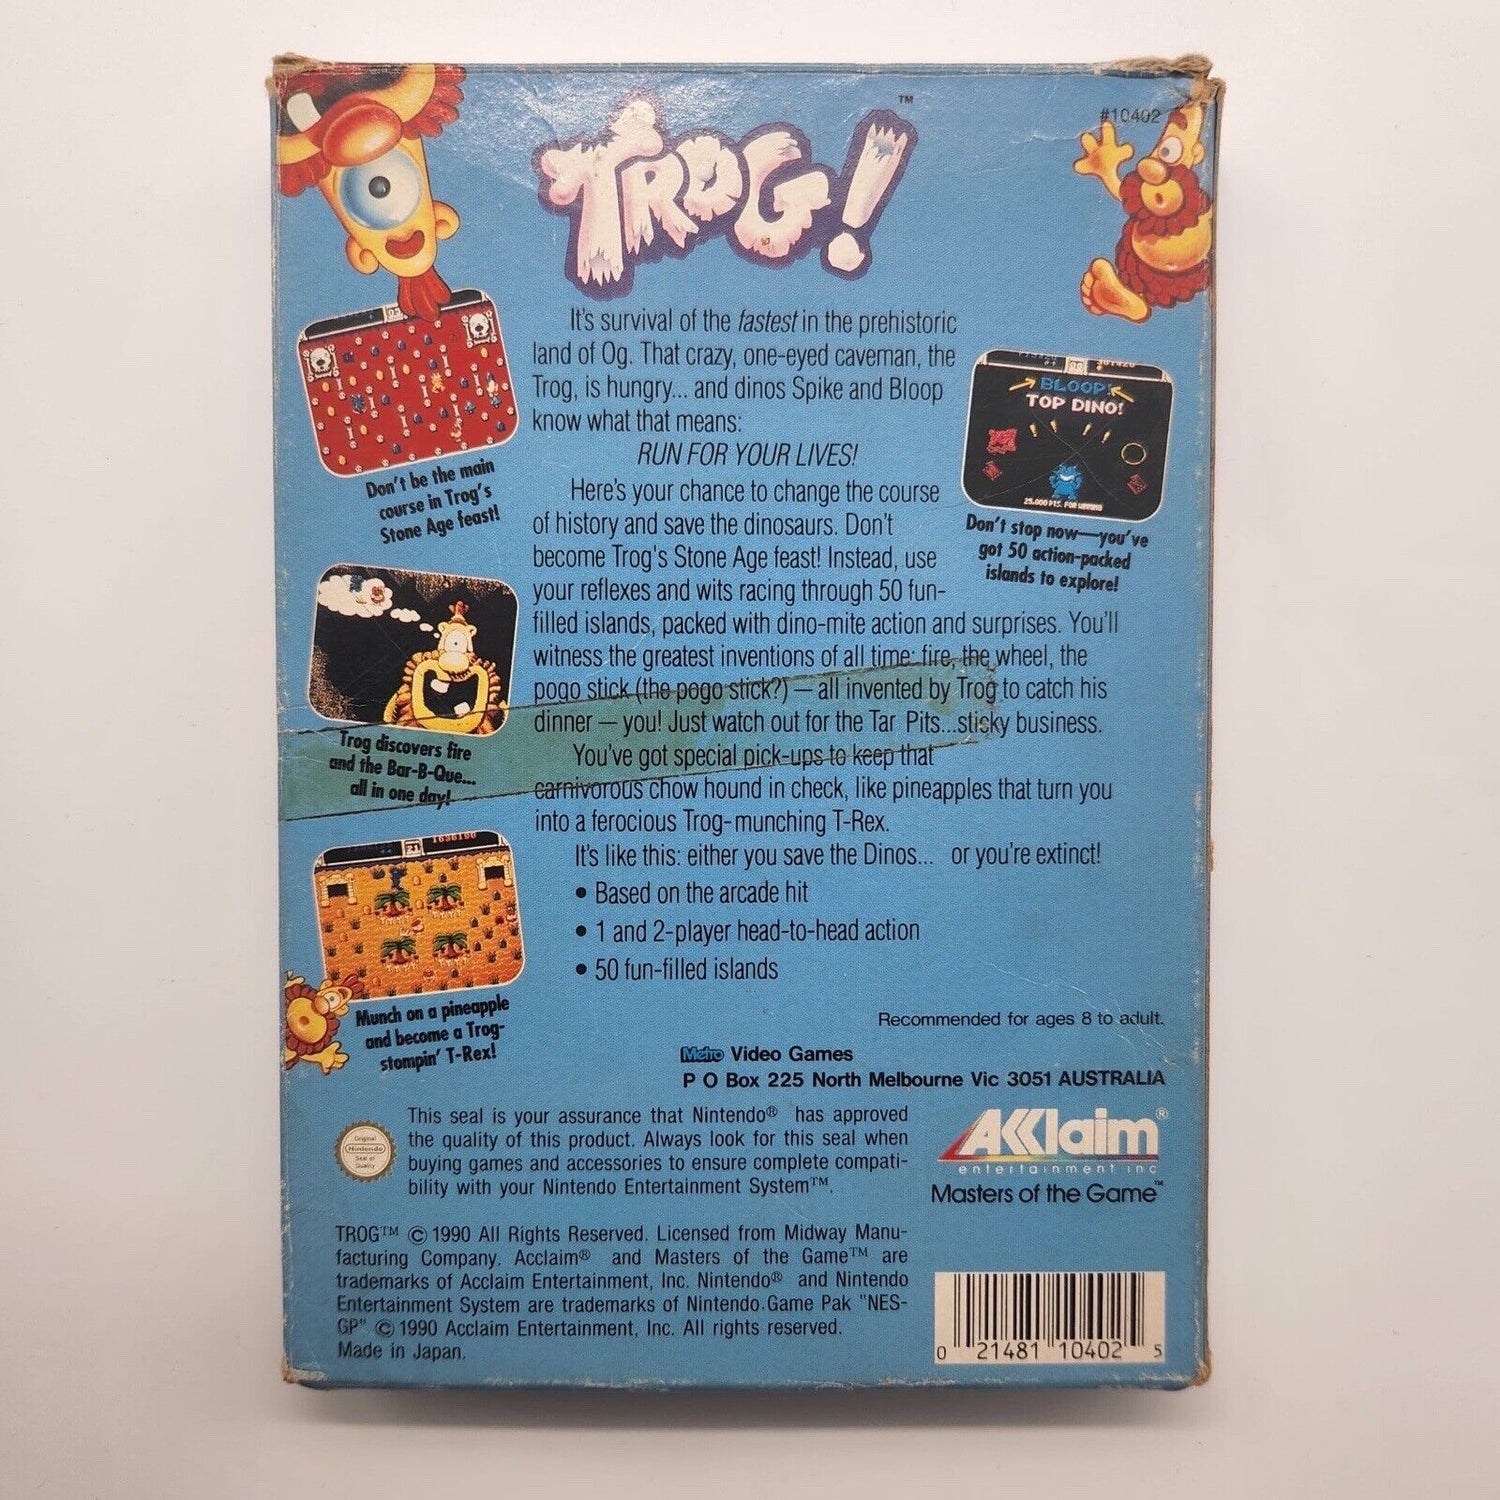 TROG!™
#10402
It's survival of the fastest in the prehistoric
land of Og. That crazy, one-eyed caveman, the
Trog, is hungry... and dinos Spike and Bloop
know what that means:
RUN FOR YOUR LIVES!
Here's your chance to change the course
of history and save the dinosaurs. Don't
become Trog's Stone Age feast! Instead, use
your reflexes and wits racing through 50 fun-
filled islands, packed with dino-mite action and surprises. You'll
witness the greatest inventions of all time: fire, the wheel, the
pogo stick (the pogo stick?) — all invented by Trog to catch his
dinner — you! Just watch out for the Tar Pits...sticky business.
You've got special pick-ups to keep that
carnivorous chow hound in check, like pineapples that turn you
into a ferocious Trog-munching T-Rex.
It's like this: either you save the Dinos... or you're extinct!
• Based on the arcade hit
• 1 and 2-player head-to-head action
• 50 fun-filled islands
Don't be the main
course in Trog's
Stone Age feast!
Trog discovers fire
and the Bar-B-Que...
all in one day!
21
1636190
Munch on a pineapple
and become a Trog-
stompin' T-Rex!
BLOOP!
TOP DINO!
25,000 PTS. FOR WINNING
Don't stop now—you've
got 50 action-packed
islands to explore!
Recommended for ages 8 to adult.
Metro Video Games
P O Box 225 North Melbourne Vic 3051 AUSTRALIA
Original
Nintendo
Seal of
Quality
This seal is your assurance that Nintendo® has approved
the quality of this product. Always look for this seal when
buying games and accessories to ensure complete compati-
bility with your Nintendo Entertainment System™.
AKKlaim®
entertainment inc
Masters of the Game™
TROG™ © 1990 All Rights Reserved. Licensed from Midway Manu-
facturing Company. Acclaim® and Masters of the Game™ are
trademarks of Acclaim Entertainment, Inc. Nintendo® and Nintendo
Entertainment System are trademarks of Nintendo.Game Pak "NES-
GP" © 1990 Acclaim Entertainment, Inc. All rights reserved.
Made in Japan.
0 21481 10402 5